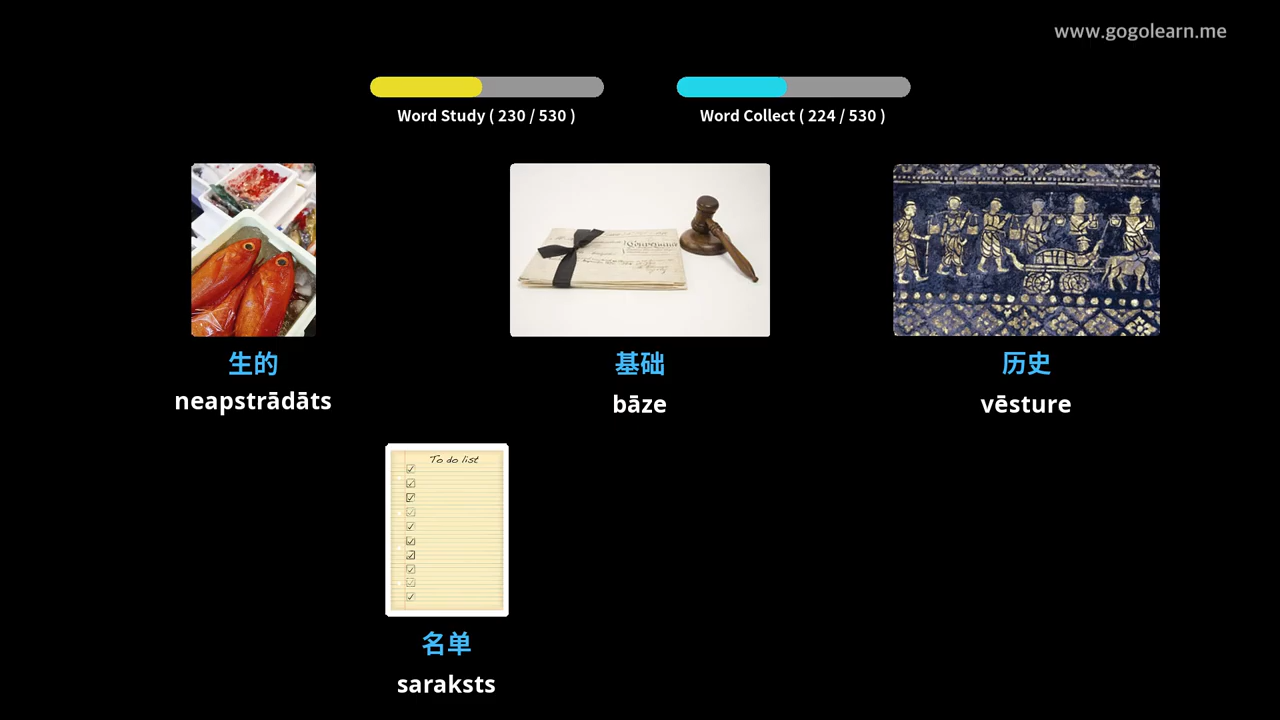 www.gogolearn.me
Word Study ( 230 / 530 )
Word Collect ( 224 / 530 )
生的
neapstrādāts
基础
bāze
历史
vēsture
To do list
名单
saraksts